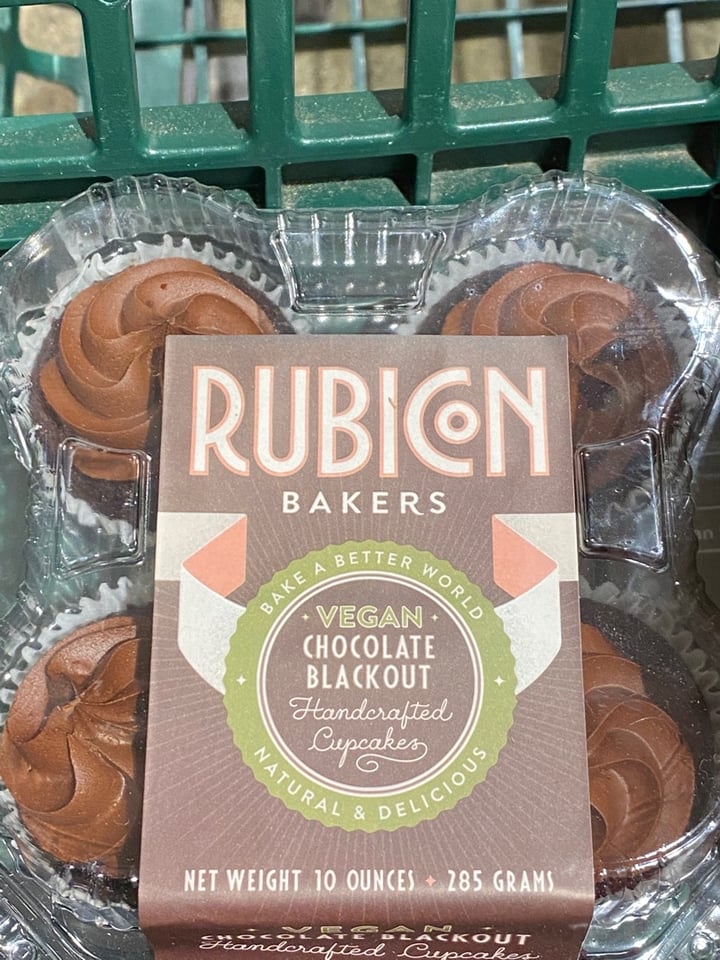 RUBICON
BAKERS
BAKE A BETTER WORLD
VEGAN
CHOCOLATE
BLACKOUT
Handcrafted
Cupcakes
NATURAL & DELICIOUS
NET WEIGHT 10 OUNCES 285 GRAMS
VEGAN
CHOCOLATE BLACKOUT
Handcrafted Cupcakes